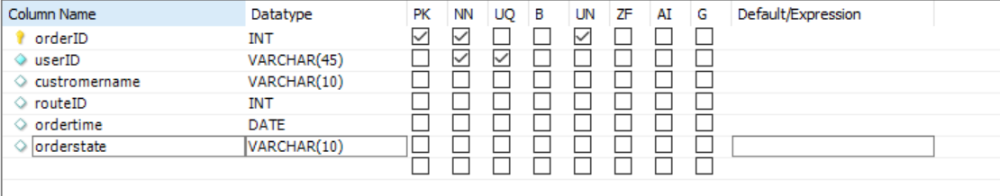 Column Name Datatype PK NN UQ B UN ZF AI G Default/Expression
orderID INT
userID VARCHAR(45)
custromername VARCHAR(10)
routeID INT
ordertime DATE
orderstate VARCHAR(10)